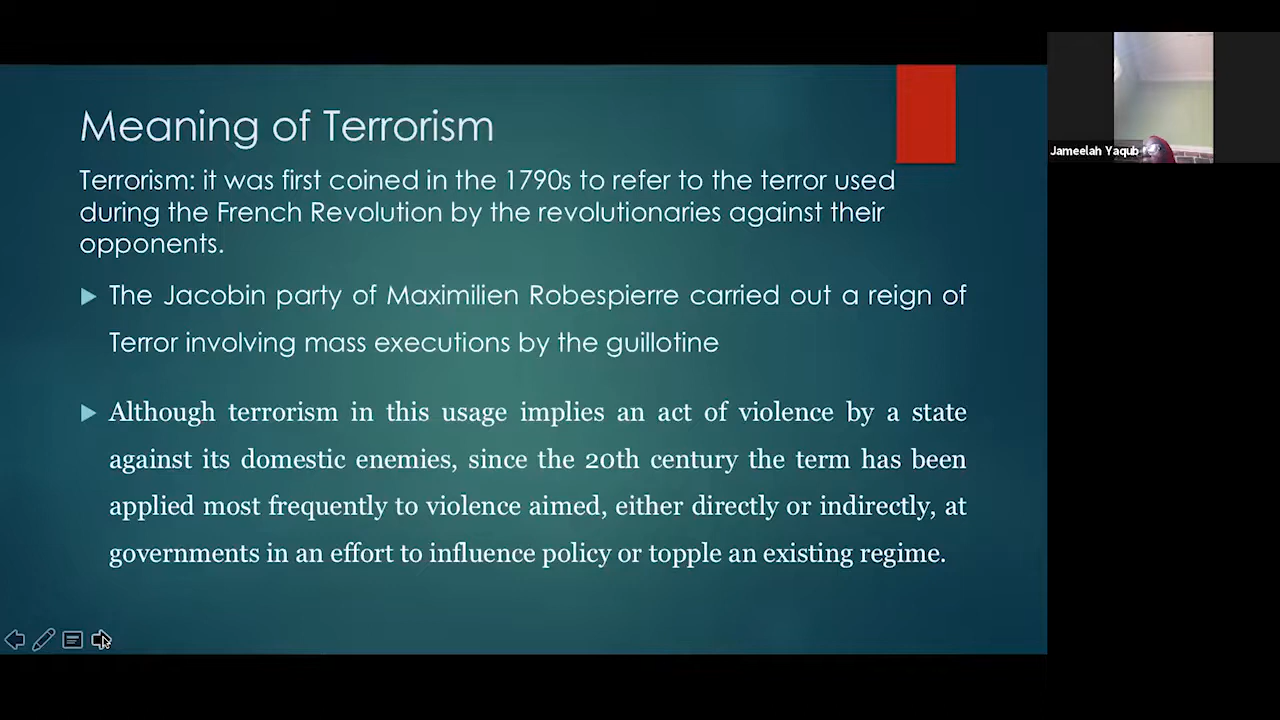 Meaning of Terrorism
Terrorism: it was first coined in the 1790s to refer to the terror used
during the French Revolution by the revolutionaries against their
opponents.
The Jacobin party of Maximilien Robespierre carried out a reign of
Terror involving mass executions by the guillotine
Although terrorism in this usage implies an act of violence by a state
against its domestic enemies, since the 20th century the term has been
applied most frequently to violence aimed, either directly or indirectly, at
governments in an effort to influence policy or topple an existing regime.
Jameelah Yaqub